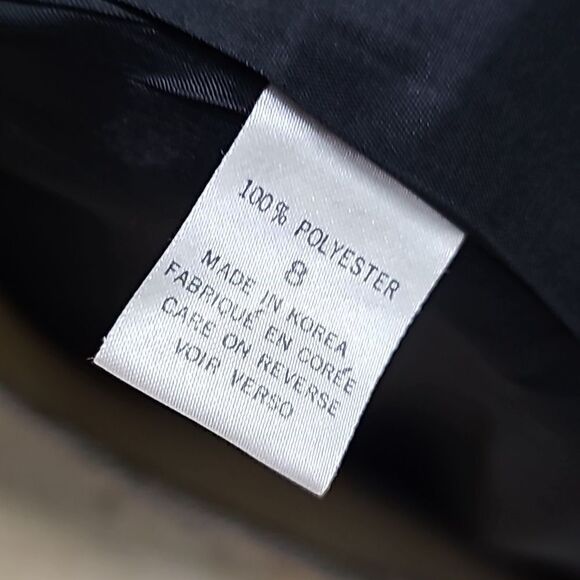 100% POLYESTER
8
MADE IN KOREA
FABRIQUÉ EN CORÉE
CARE ON REVERSE
VOIR VERSO